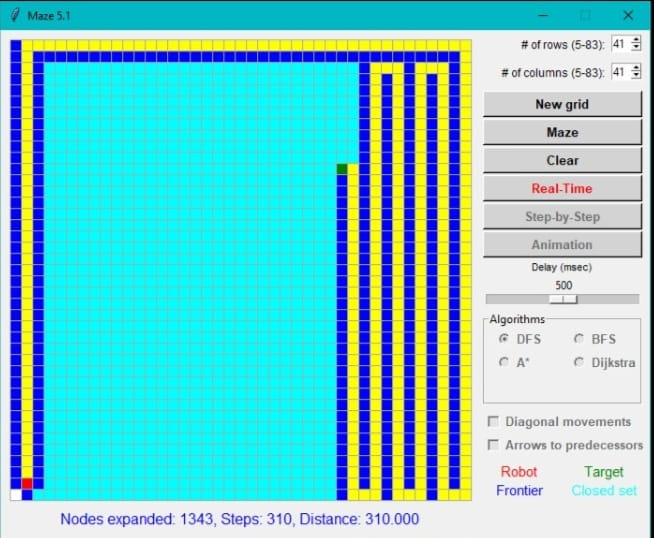 Maze 5.1
# of rows (5-83): 41
# of columns (5-83): 41
New grid
Maze
Clear
Real-Time
Step-by-Step
Animation
Delay (msec)
500
Algorithms
DFS BFS
A* Dijkstra
Diagonal movements
Arrows to predecessors
Robot Target
Frontier Closed set
Nodes expanded: 1343, Steps: 310, Distance: 310.000